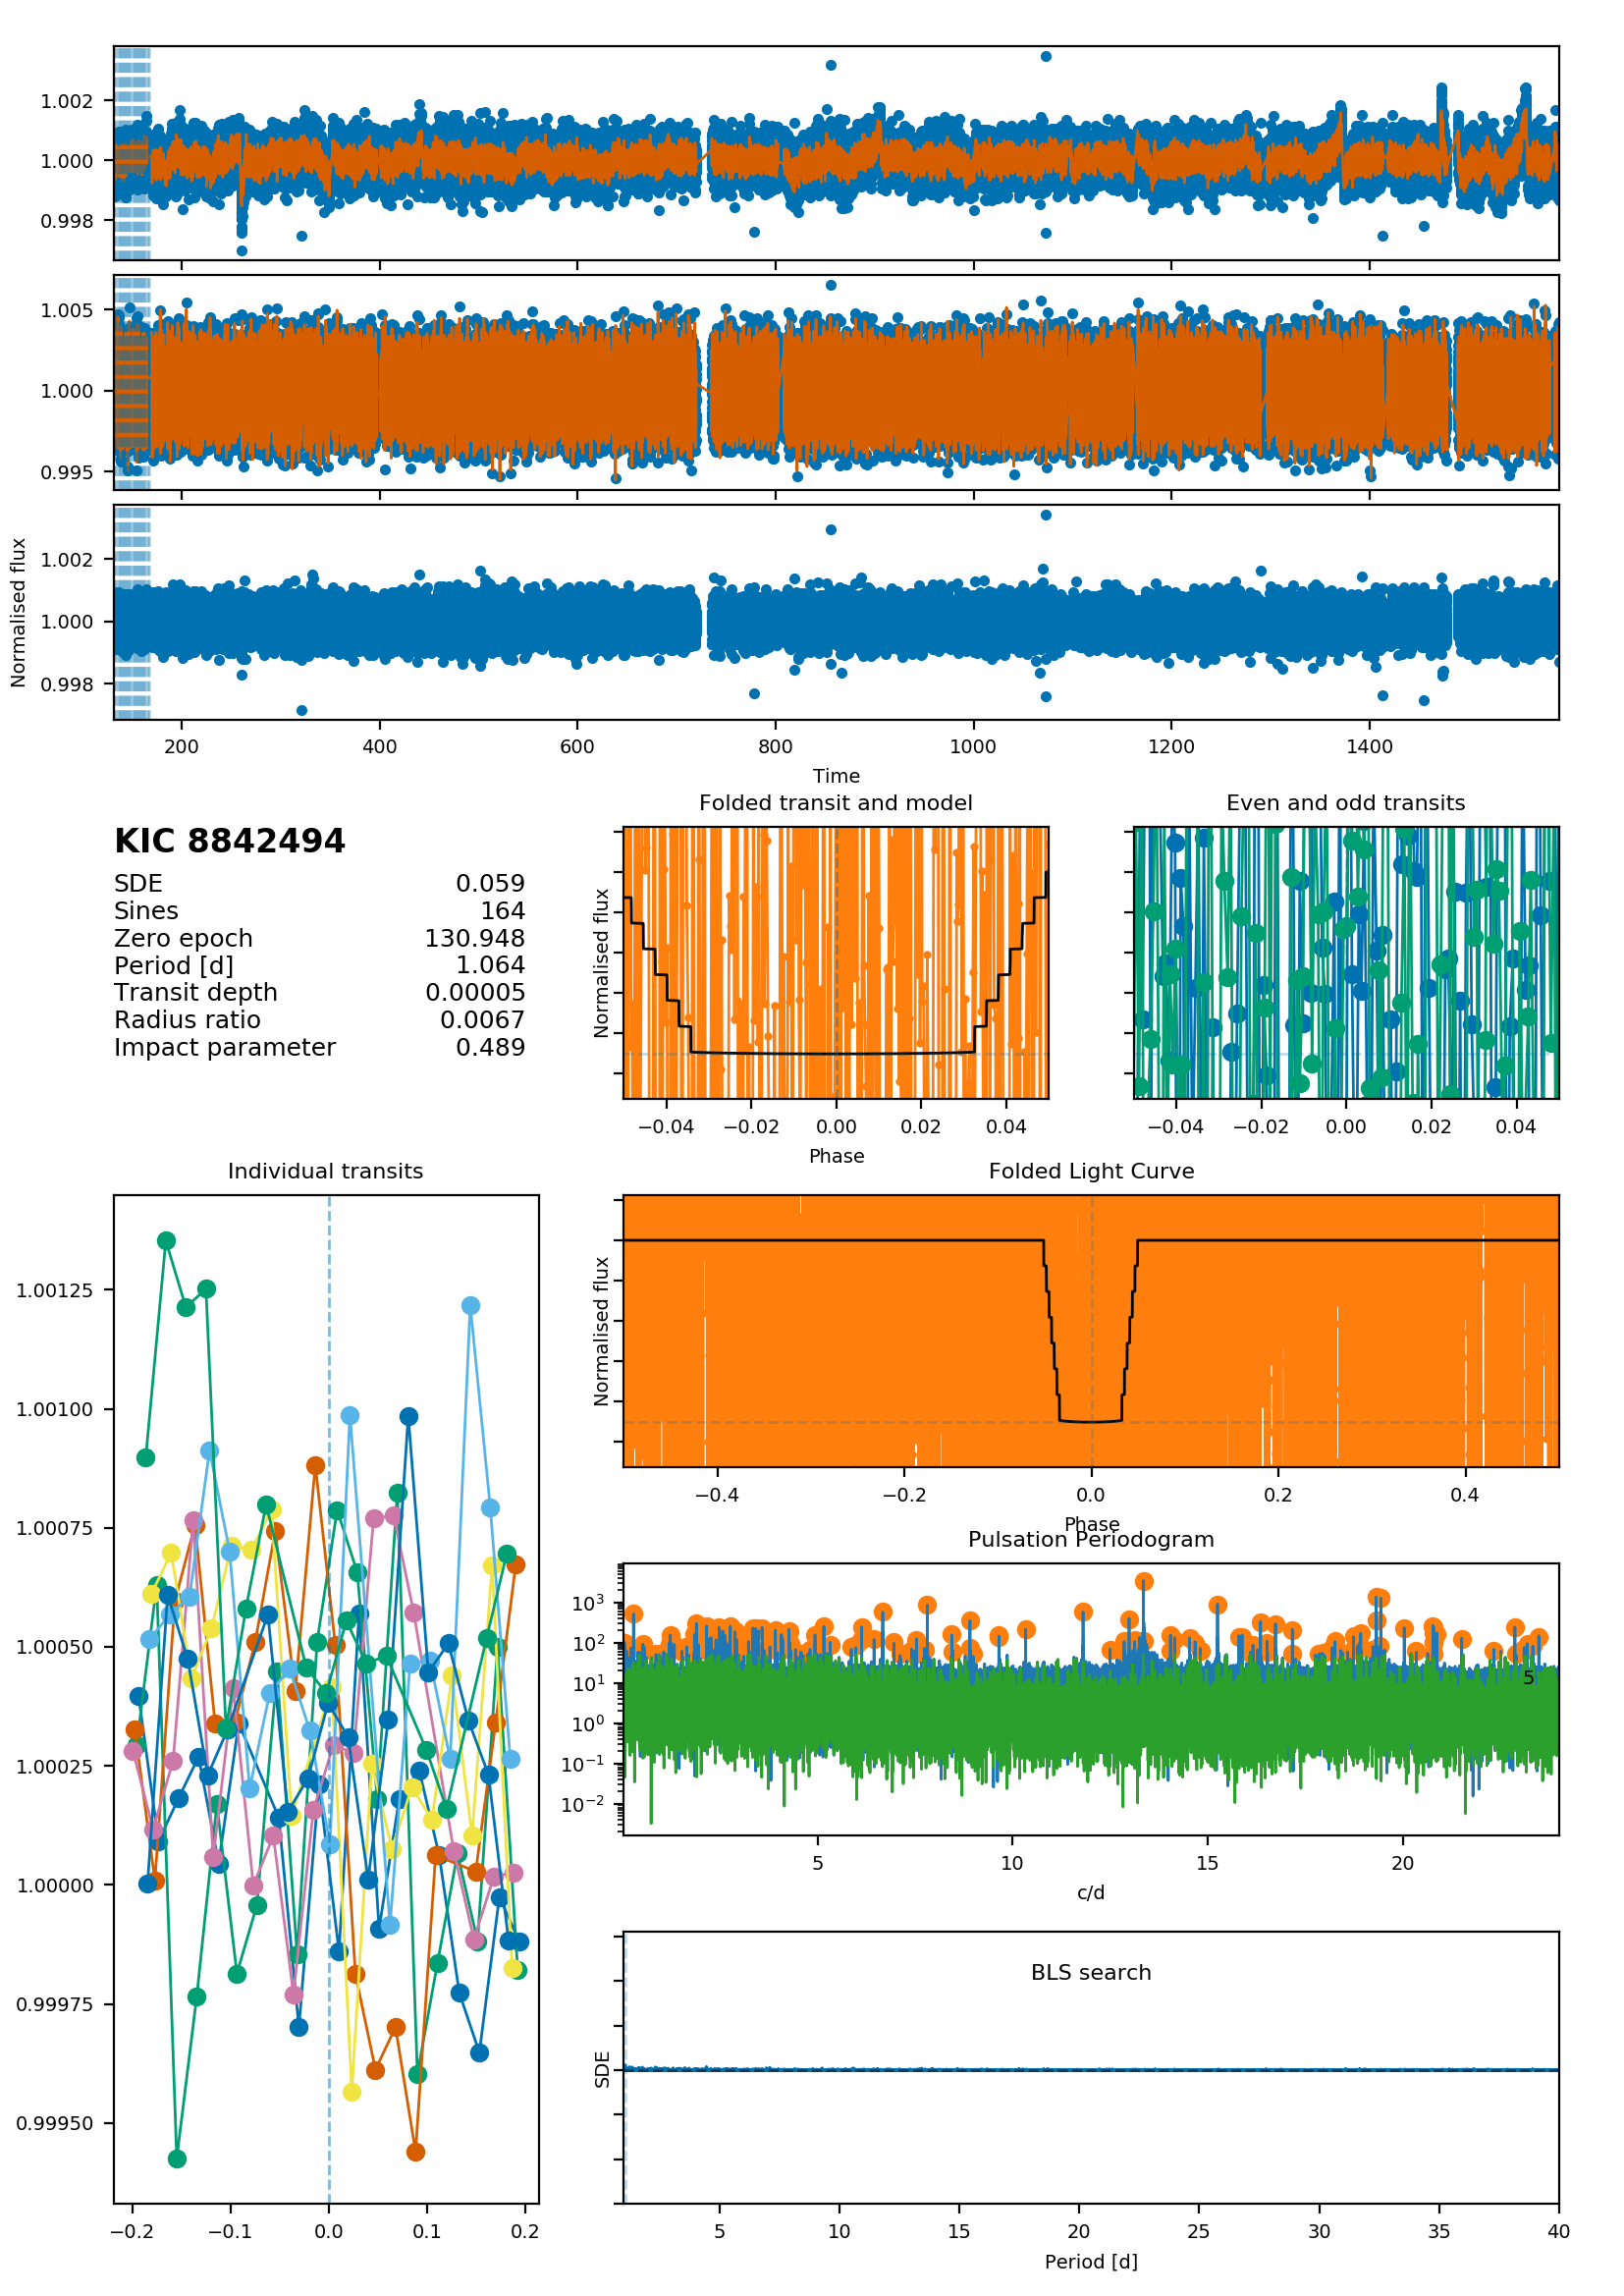 1.002
1.000
0.998
1.005
1.000
0.995
1.002
1.000
0.998
Normalised flux
200 400 600 800 1000 1200 1400
Time
KIC 8842494
SDE 0.059
Sines 164
Zero epoch 130.948
Period [d] 1.064
Transit depth 0.00005
Radius ratio 0.0067
Impact parameter 0.489
Folded transit and model
Normalised flux
−0.04 −0.02 0.00 0.02 0.04
Phase
Even and odd transits
−0.04 −0.02 0.00 0.02 0.04
Individual transits
1.00125
1.00100
1.00075
1.00050
1.00025
1.00000
0.99975
0.99950
−0.2 −0.1 0.0 0.1 0.2
Folded Light Curve
Normalised flux
−0.4 −0.2 0.0 0.2 0.4
Phase
Pulsation Periodogram
10³
10²
10¹
10⁰
10⁻¹
10⁻²
5
5 10 15 20
c/d
BLS search
SDE
5 10 15 20 25 30 35 40
Period [d]